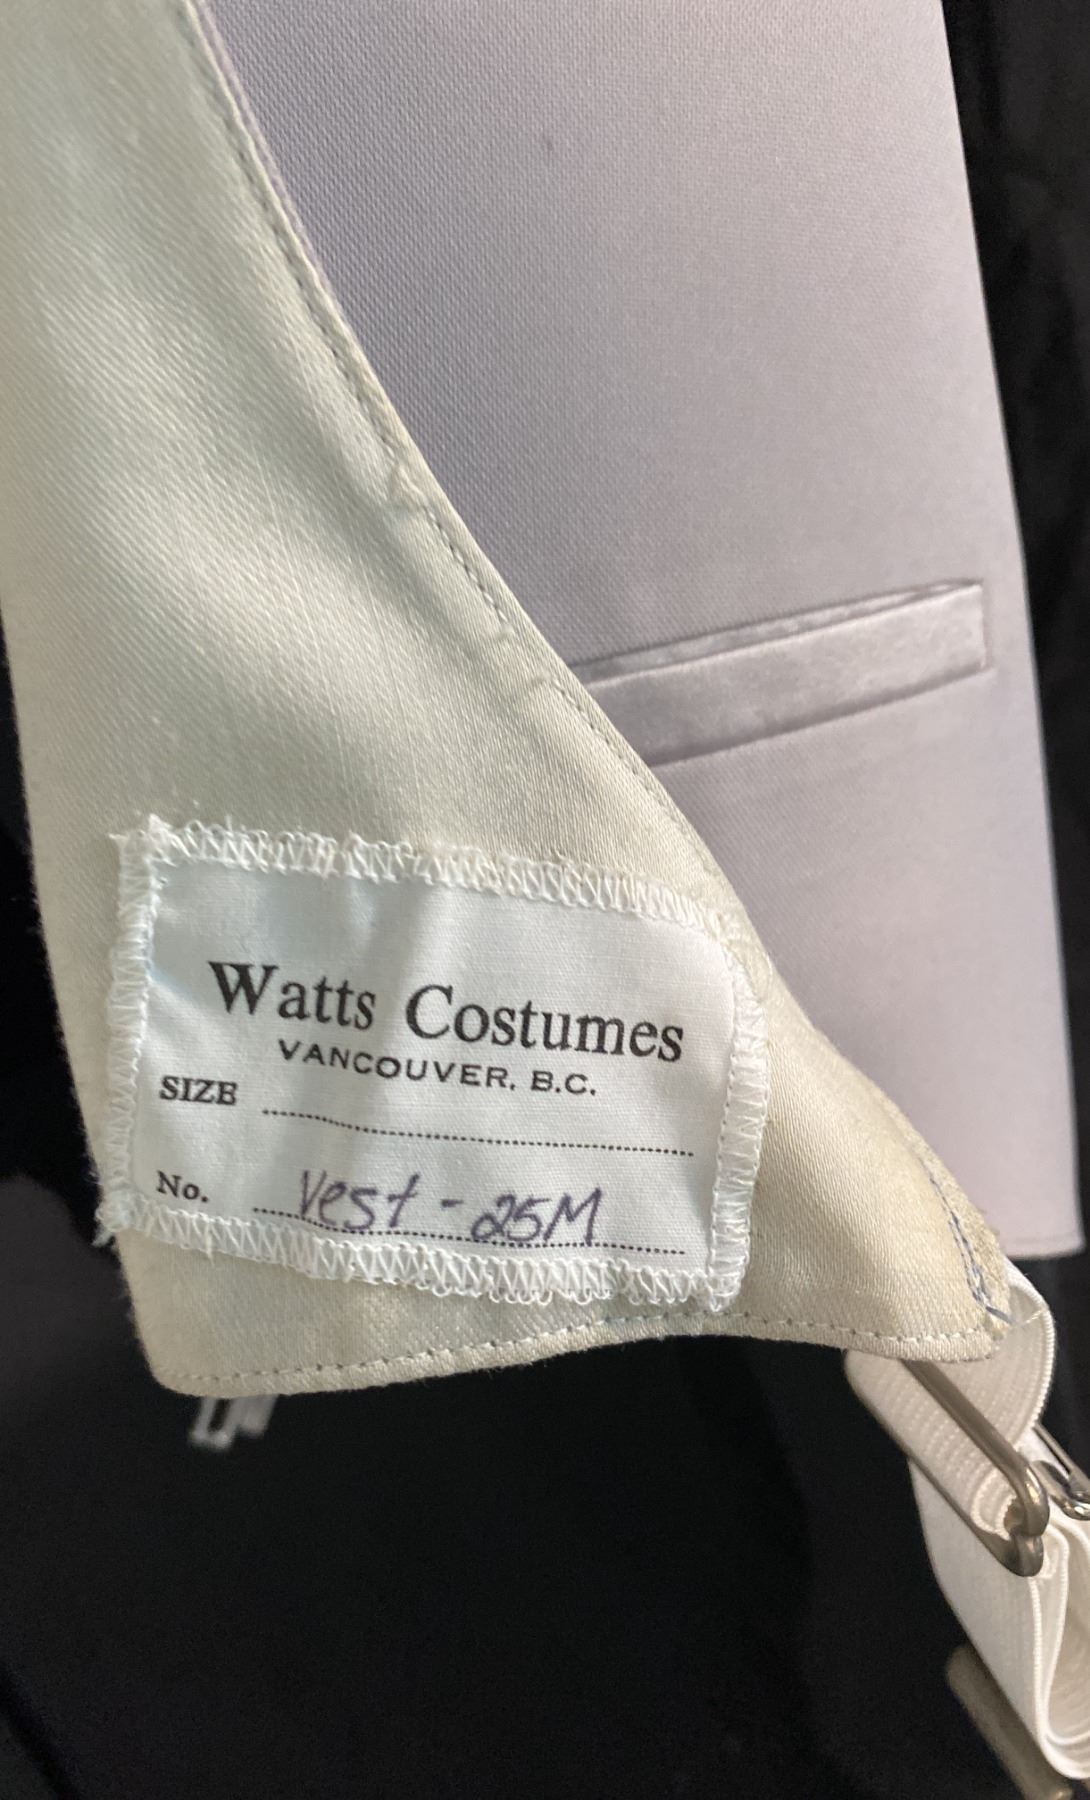 Watts Costumes
VANCOUVER, B.C.
SIZE
No. Vest - 25M